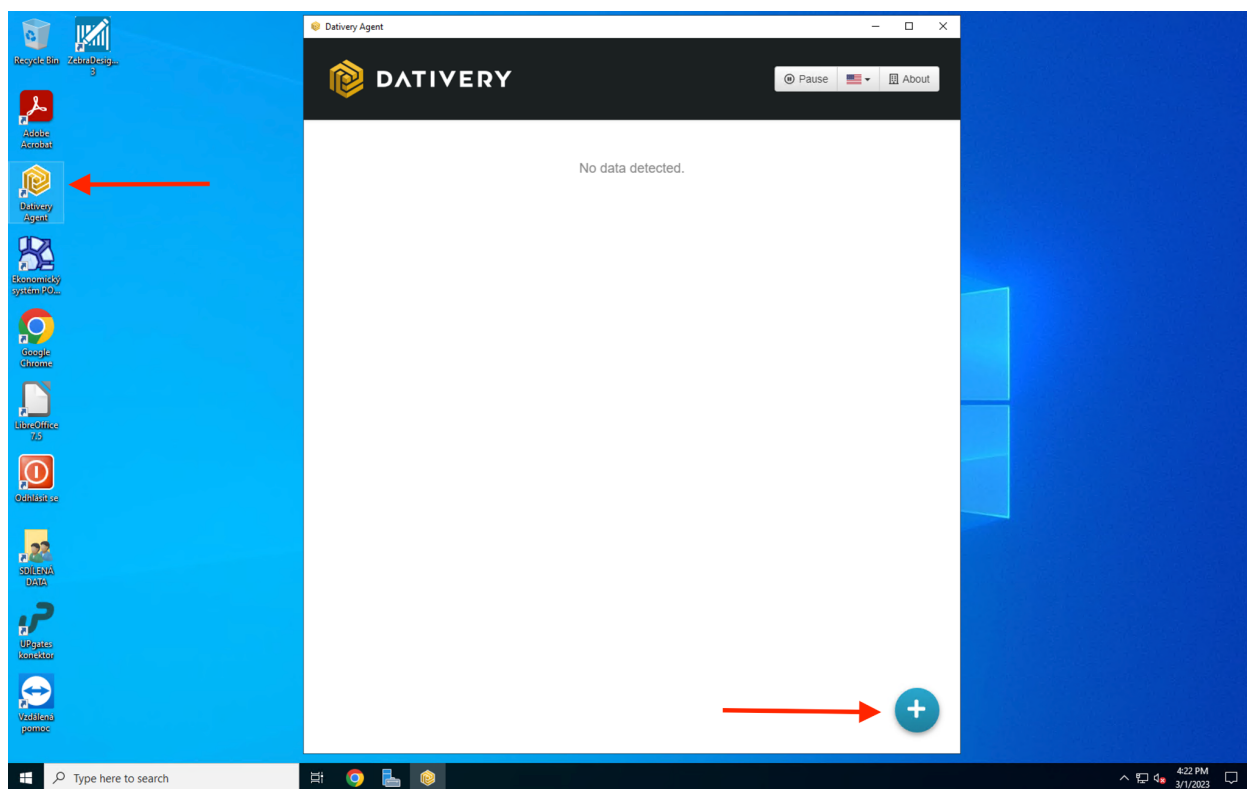 Recycle Bin
ZebraDesig...
3
Adobe
Acrobat
Dativery
Agent
Ekonomický
systém PO...
Google
Chrome
LibreOffice
7.5
Odhlásit se
SDÍLENÁ
DATA
UPgates
konektor
Vzdálená
pomoc
Dativery Agent
DATIVERY
Pause
About
No data detected.
+
Type here to search
4:22 PM
3/1/2023